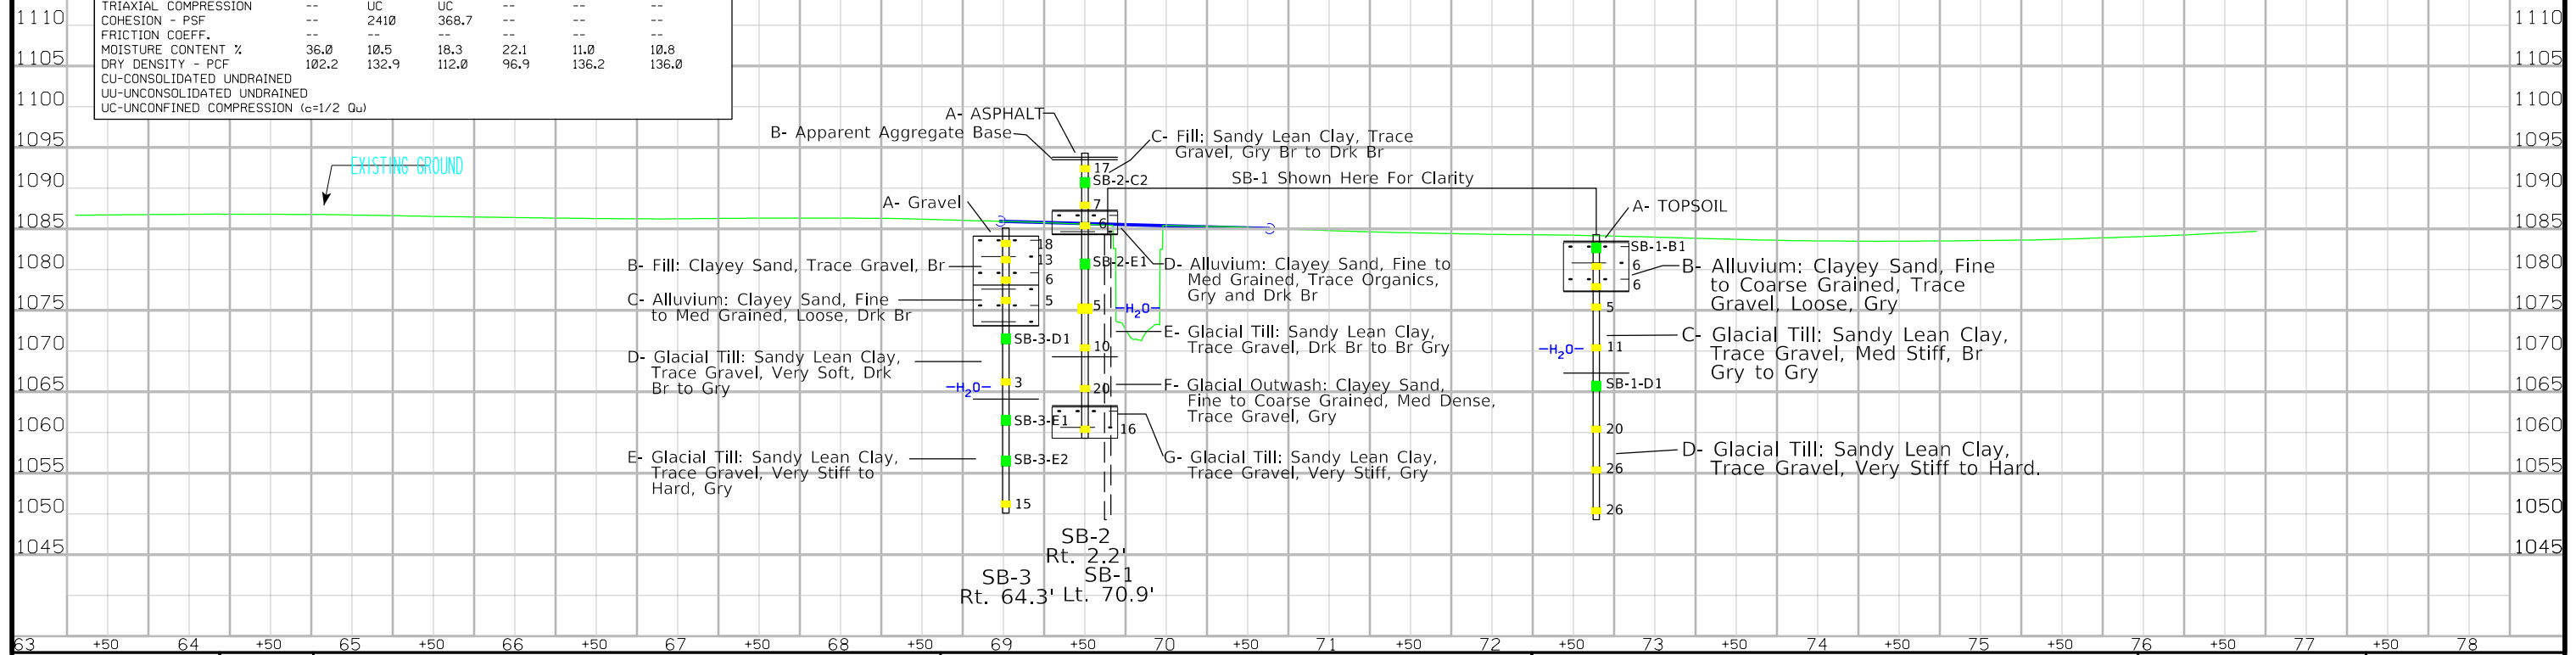 TRIAXIAL COMPRESSION -- UC UC -- -- --
COHESION - PSF 2410 368.7 -- -- --
FRICTION COEFF. -- -- -- -- -- --
MOISTURE CONTENT % 36.0 10.5 18.3 22.1 11.0 10.8
DRY DENSITY - PCF 102.2 132.9 112.0 96.9 136.2 136.0
CU-CONSOLIDATED UNDRAINED
UU-UNCONSOLIDATED UNDRAINED
UC-UNCONFINED COMPRESSION (c=1/2 Qu)
1110
1105
1100
1095
1090
1085
1080
1075
1070
1065
1060
1055
1050
1045
EXISTING GROUND
A- Gravel
B- Fill: Clayey Sand, Trace Gravel, Br
C- Alluvium: Clayey Sand, Fine
to Med Grained, Loose, Drk Br
D- Glacial Till: Sandy Lean Clay,
Trace Gravel, Very Soft, Drk
Br to Gry
-H2O-
E- Glacial Till: Sandy Lean Clay,
Trace Gravel, Very Stiff to
Hard, Gry
18
13
6
5
SB-3-D1
3
SB-3-E1
SB-3-E2
15
A- ASPHALT
B- Apparent Aggregate Base
C- Fill: Sandy Lean Clay, Trace
Gravel, Gry Br to Drk Br
17
SB-2-C2
7
6
SB-2-E1
5
10
20
16
SB-1 Shown Here For Clarity
D- Alluvium: Clayey Sand, Fine to
Med Grained, Trace Organics,
Gry and Drk Br
-H2O-
E- Glacial Till: Sandy Lean Clay,
Trace Gravel, Drk Br to Br Gry
F- Glacial Outwash: Clayey Sand,
Fine to Coarse Grained, Med Dense,
Trace Gravel, Gry
G- Glacial Till: Sandy Lean Clay,
Trace Gravel, Very Stiff, Gry
A- TOPSOIL
SB-1-B1
6
6
5
11
-H2O-
SB-1-D1
20
26
26
B- Alluvium: Clayey Sand, Fine
to Coarse Grained, Trace
Gravel, Loose, Gry
C- Glacial Till: Sandy Lean Clay,
Trace Gravel, Med Stiff, Br
Gry to Gry
D- Glacial Till: Sandy Lean Clay,
Trace Gravel, Very Stiff to Hard.
SB-2
Rt. 2.2'
SB-3
Rt. 64.3'
SB-1
Lt. 70.9'
1110
1105
1100
1095
1090
1085
1080
1075
1070
1065
1060
1055
1050
1045
63 +50 64 +50 65 +50 66 +50 67 +50 68 +50 69 +50 70 +50 71 +50 72 +50 73 +50 74 +50 75 +50 76 +50 77 +50 78